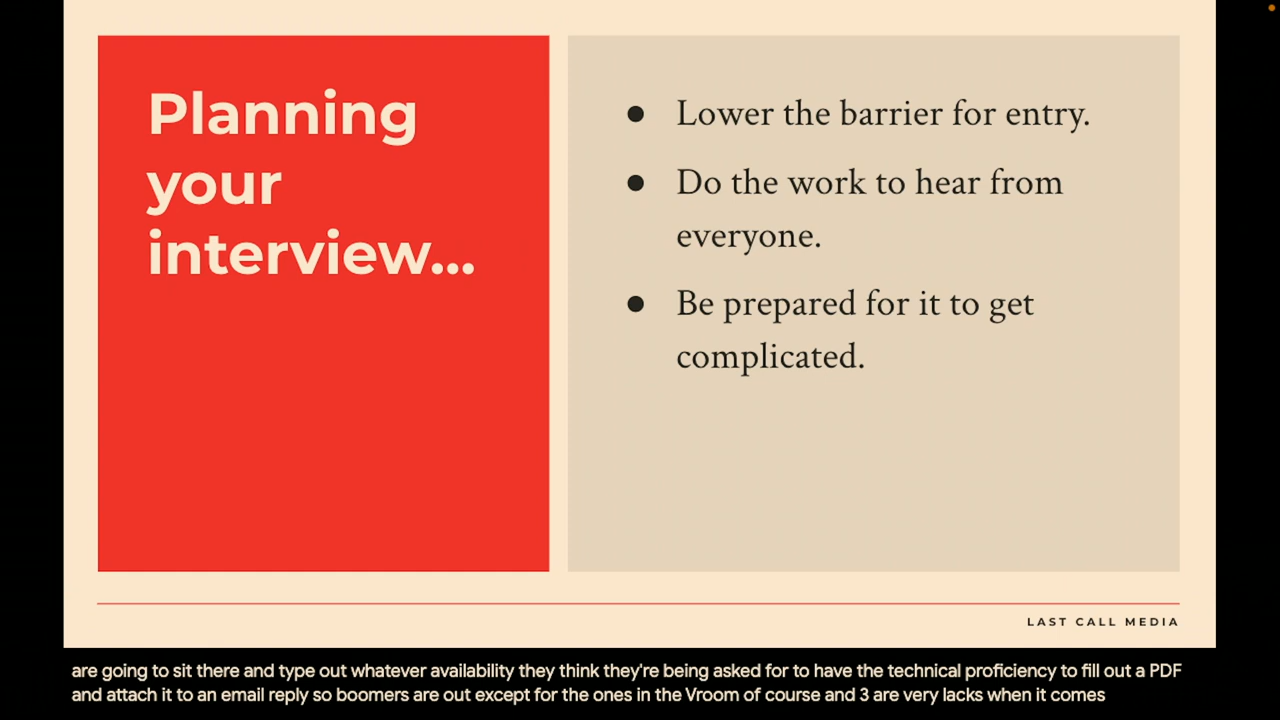 Planning
your
interview...
● Lower the barrier for entry.
● Do the work to hear from
everyone.
● Be prepared for it to get
complicated.
LAST CALL MEDIA
are going to sit there and type out whatever availability they think they're being asked for to have the technical proficiency to fill out a PDF
and attach it to an email reply so boomers are out except for the ones in the Vroom of course and 3 are very lacks when it comes